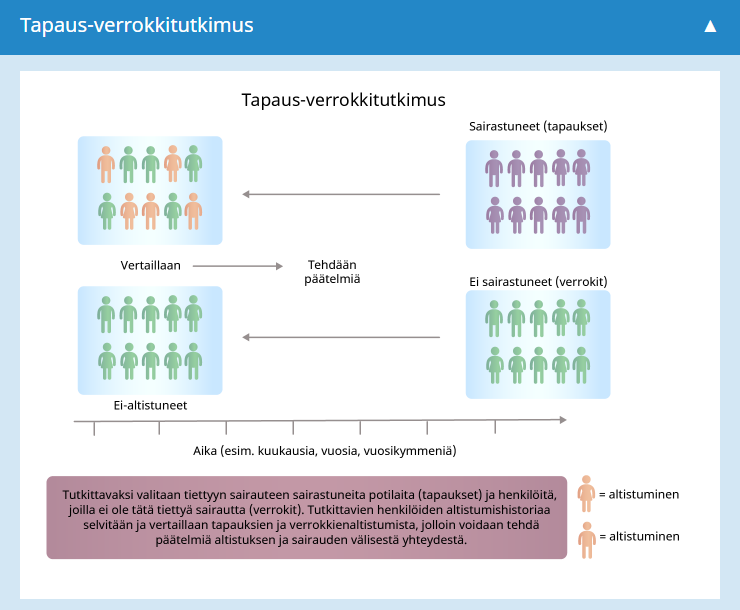 Tapaus-verrokkitutkimus
▲
Tapaus-verrokkitutkimus
Sairastuneet (tapaukset)
Vertaillaan
Tehdään
päätelmiä
Ei sairastuneet (verrokit)
Ei-altistuneet
Aika (esim. kuukausia, vuosia, vuosikymmeniä)
Tutkittavaksi valitaan tiettyyn sairauteen sairastuneita potilaita (tapaukset) ja henkilöitä,
joilla ei ole tätä tiettyä sairautta (verrokit). Tutkittavien henkilöiden altistumishistoriaa
selvitään ja vertaillaan tapauksien ja verrokkienaltistumista, jolloin voidaan tehdä
päätelmiä altistuksen ja sairauden välisestä yhteydestä.
= altistuminen
= altistuminen